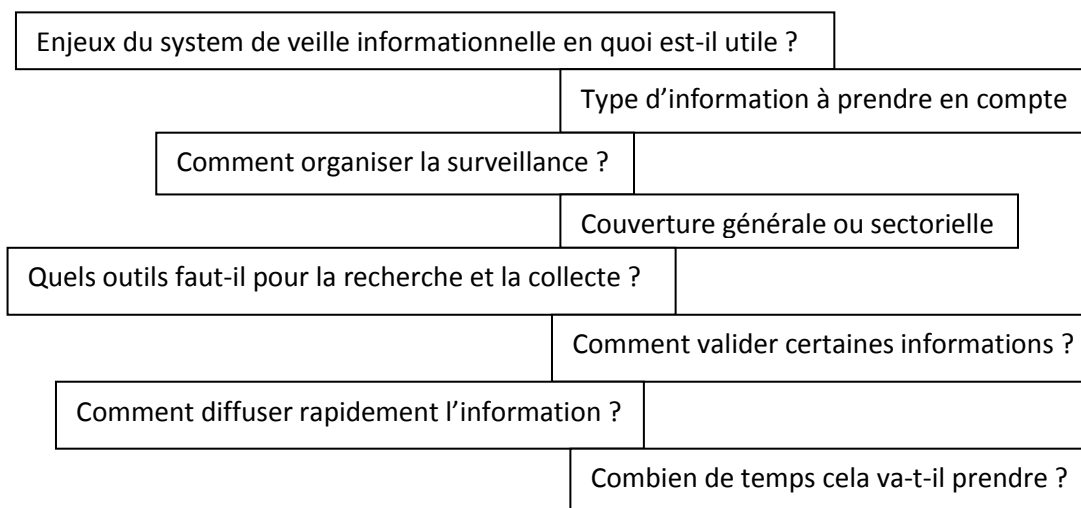 Enjeux du system de veille informationnelle en quoi est-il utile ?
Type d’information à prendre en compte
Comment organiser la surveillance ?
Couverture générale ou sectorielle
Quels outils faut-il pour la recherche et la collecte ?
Comment valider certaines informations ?
Comment diffuser rapidement l’information ?
Combien de temps cela va-t-il prendre ?